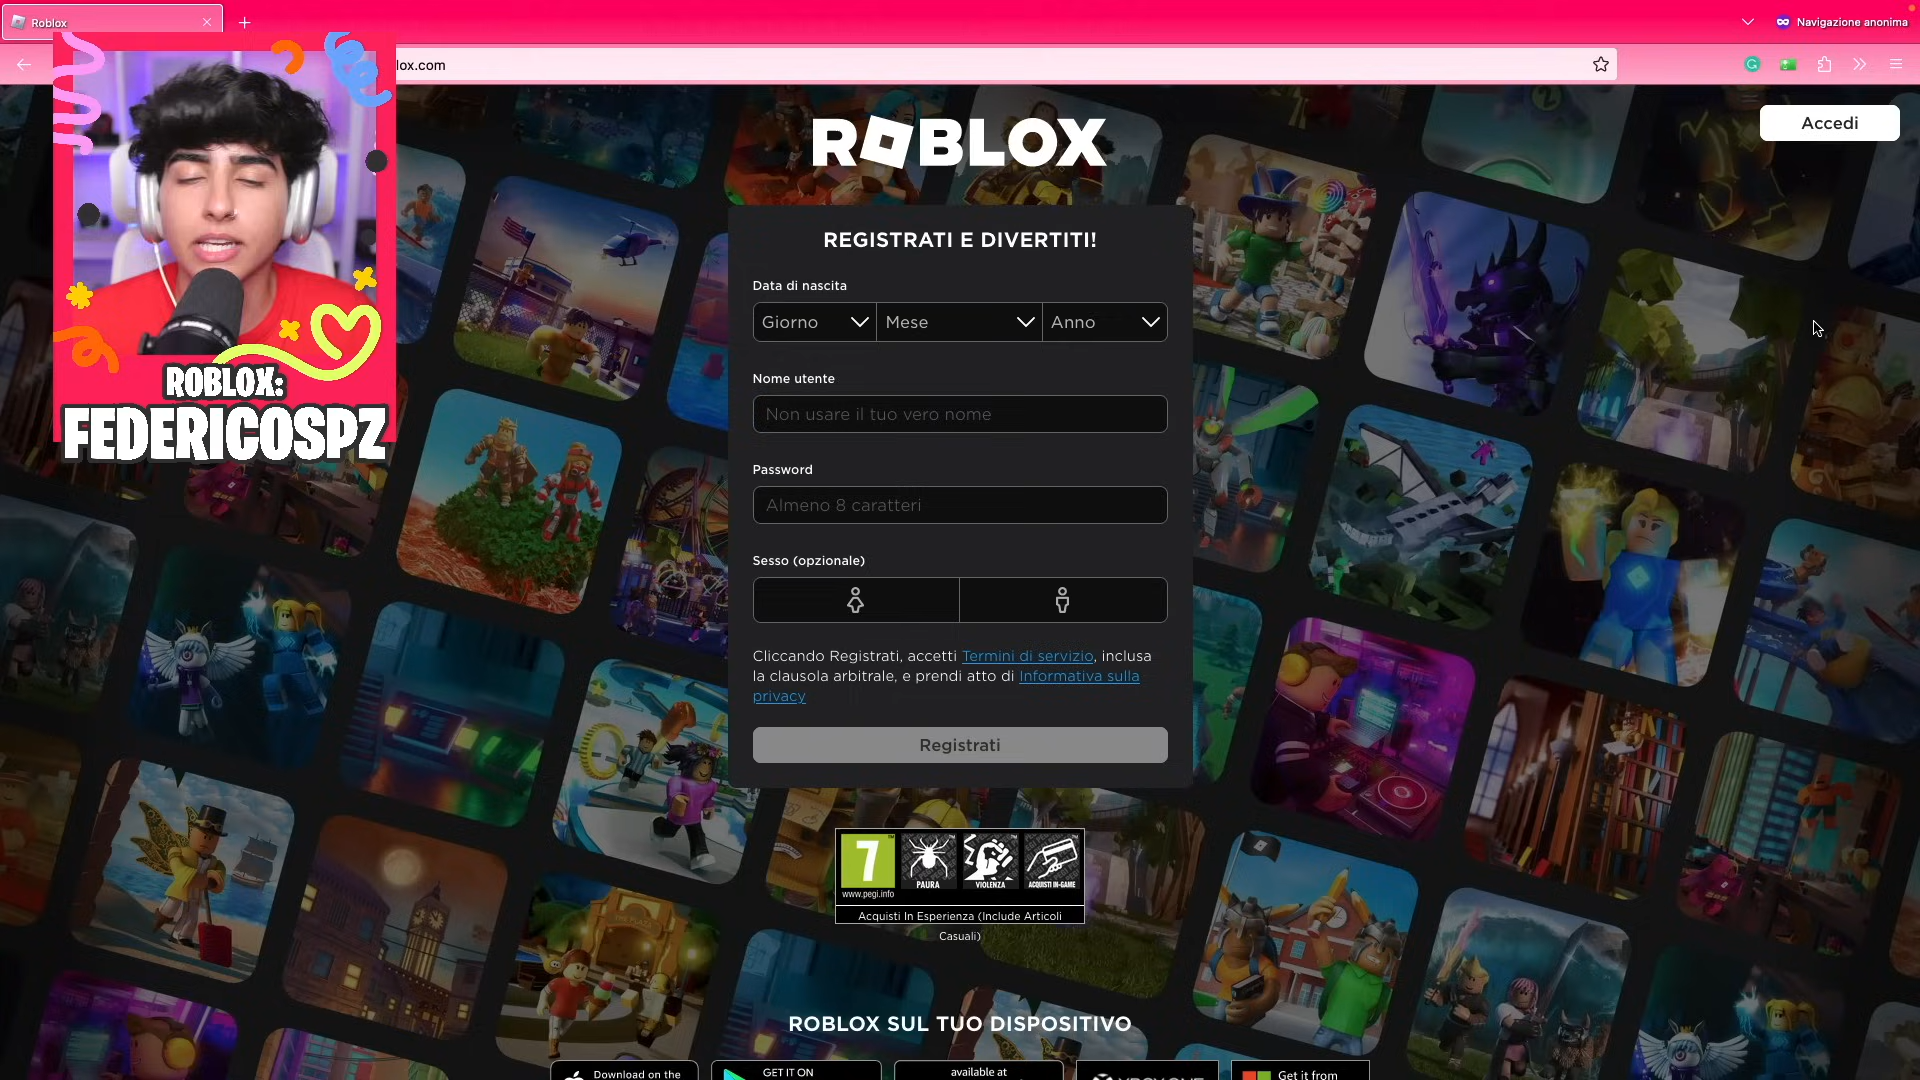 Roblox
Navigazione anonima
lox.com
ROBLOX
Accedi
REGISTRATI E DIVERTITI!
Data di nascita
Giorno
Mese
Anno
Nome utente
Non usare il tuo vero nome
Password
Almeno 8 caratteri
Sesso (opzionale)
Cliccando Registrati, accetti Termini di servizio, inclusa
la clausola arbitrale, e prendi atto di Informativa sulla
privacy
Registrati
ROBLOX:
FEDERICOSPZ
7
www.pegi.info
PAURA
VIOLENZA
ACQUISTI IN-GAME
Acquisti In Esperienza (Include Articoli
Casuali)
ROBLOX SUL TUO DISPOSITIVO
Download on the
GET IT ON
available at
XBOX ONE
Get it from